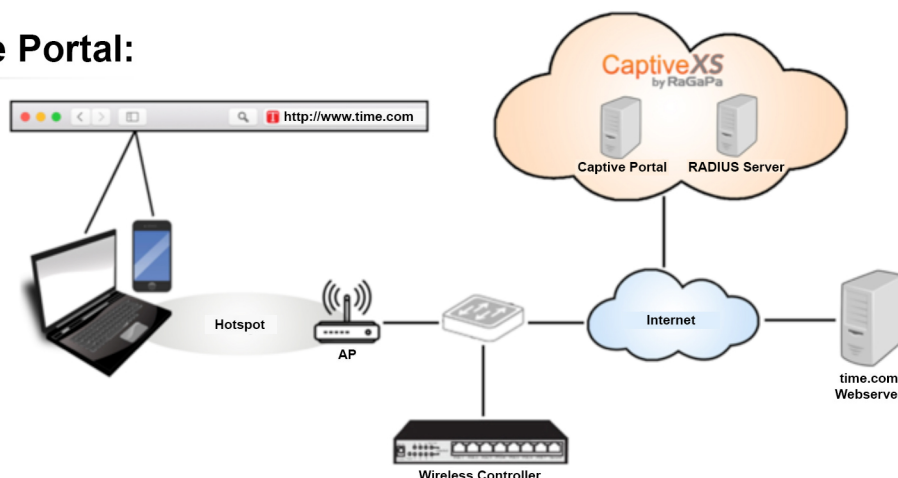 e Portal:
http://www.time.com
CaptiveXS
by RaGaPa
Captive Portal
RADIUS Server
Hotspot
AP
Internet
time.com
Webserve
Wireless Controller